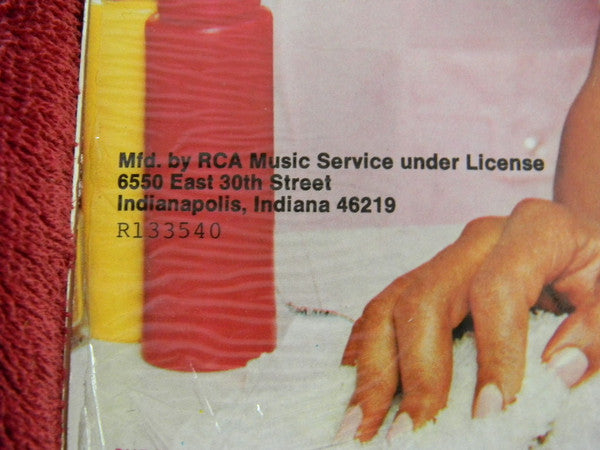 Mfd. by RCA Music Service under License
6550 East 30th Street
Indianapolis, Indiana 46219
R133540